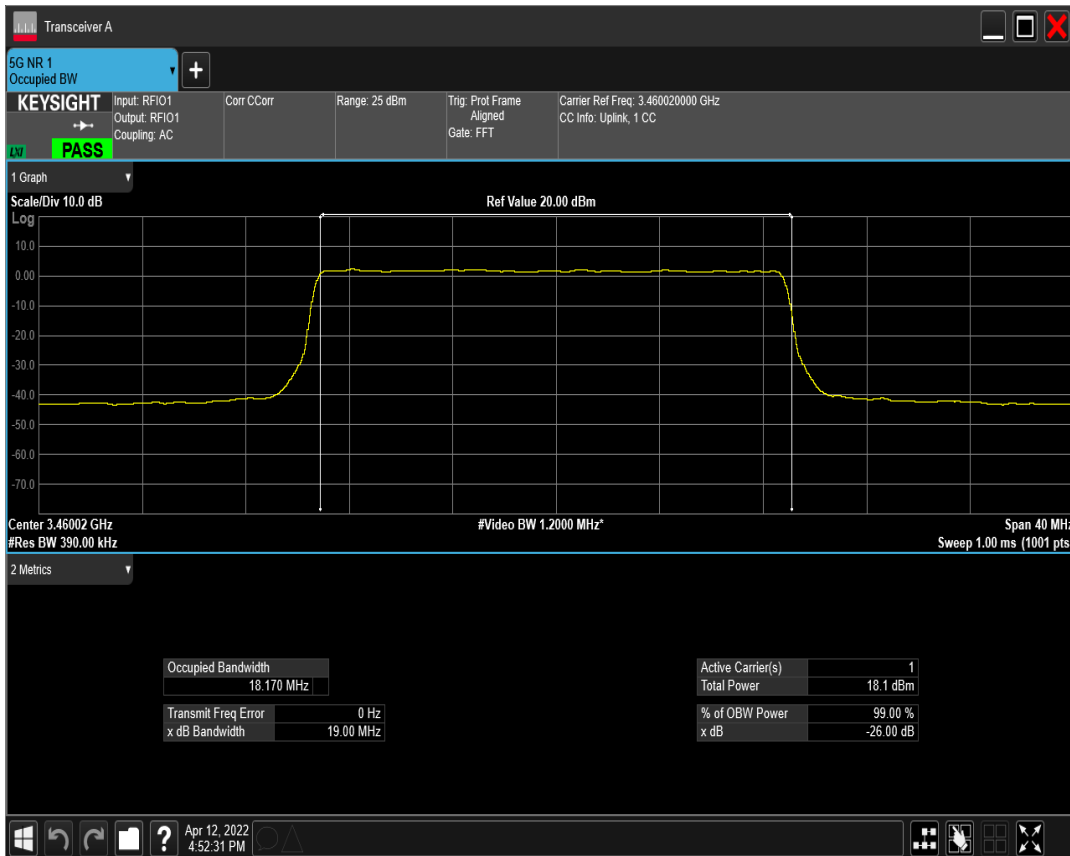 Transceiver A
5G NR 1
Occupied BW
KEYSIGHT
LXI
PASS
Input: RFIO1
Output: RFIO1
Coupling: AC
Corr CCorr
Range: 25 dBm
Trig: Prot Frame
Aligned
Gate: FFT
Carrier Ref Freq: 3.460020000 GHz
CC Info: Uplink, 1 CC
1 Graph
Scale/Div 10.0 dB
Ref Value 20.00 dBm
Log
10.0
0.00
-10.0
-20.0
-30.0
-40.0
-50.0
-60.0
-70.0
Center 3.46002 GHz
#Video BW 1.2000 MHz*
Span 40 MHz
#Res BW 390.00 kHz
Sweep 1.00 ms (1001 pts
2 Metrics
Occupied Bandwidth
18.170 MHz
Transmit Freq Error 0 Hz
x dB Bandwidth 19.00 MHz
Active Carrier(s) 1
Total Power 18.1 dBm
% of OBW Power 99.00 %
x dB -26.00 dB
?
Apr 12, 2022
4:52:31 PM